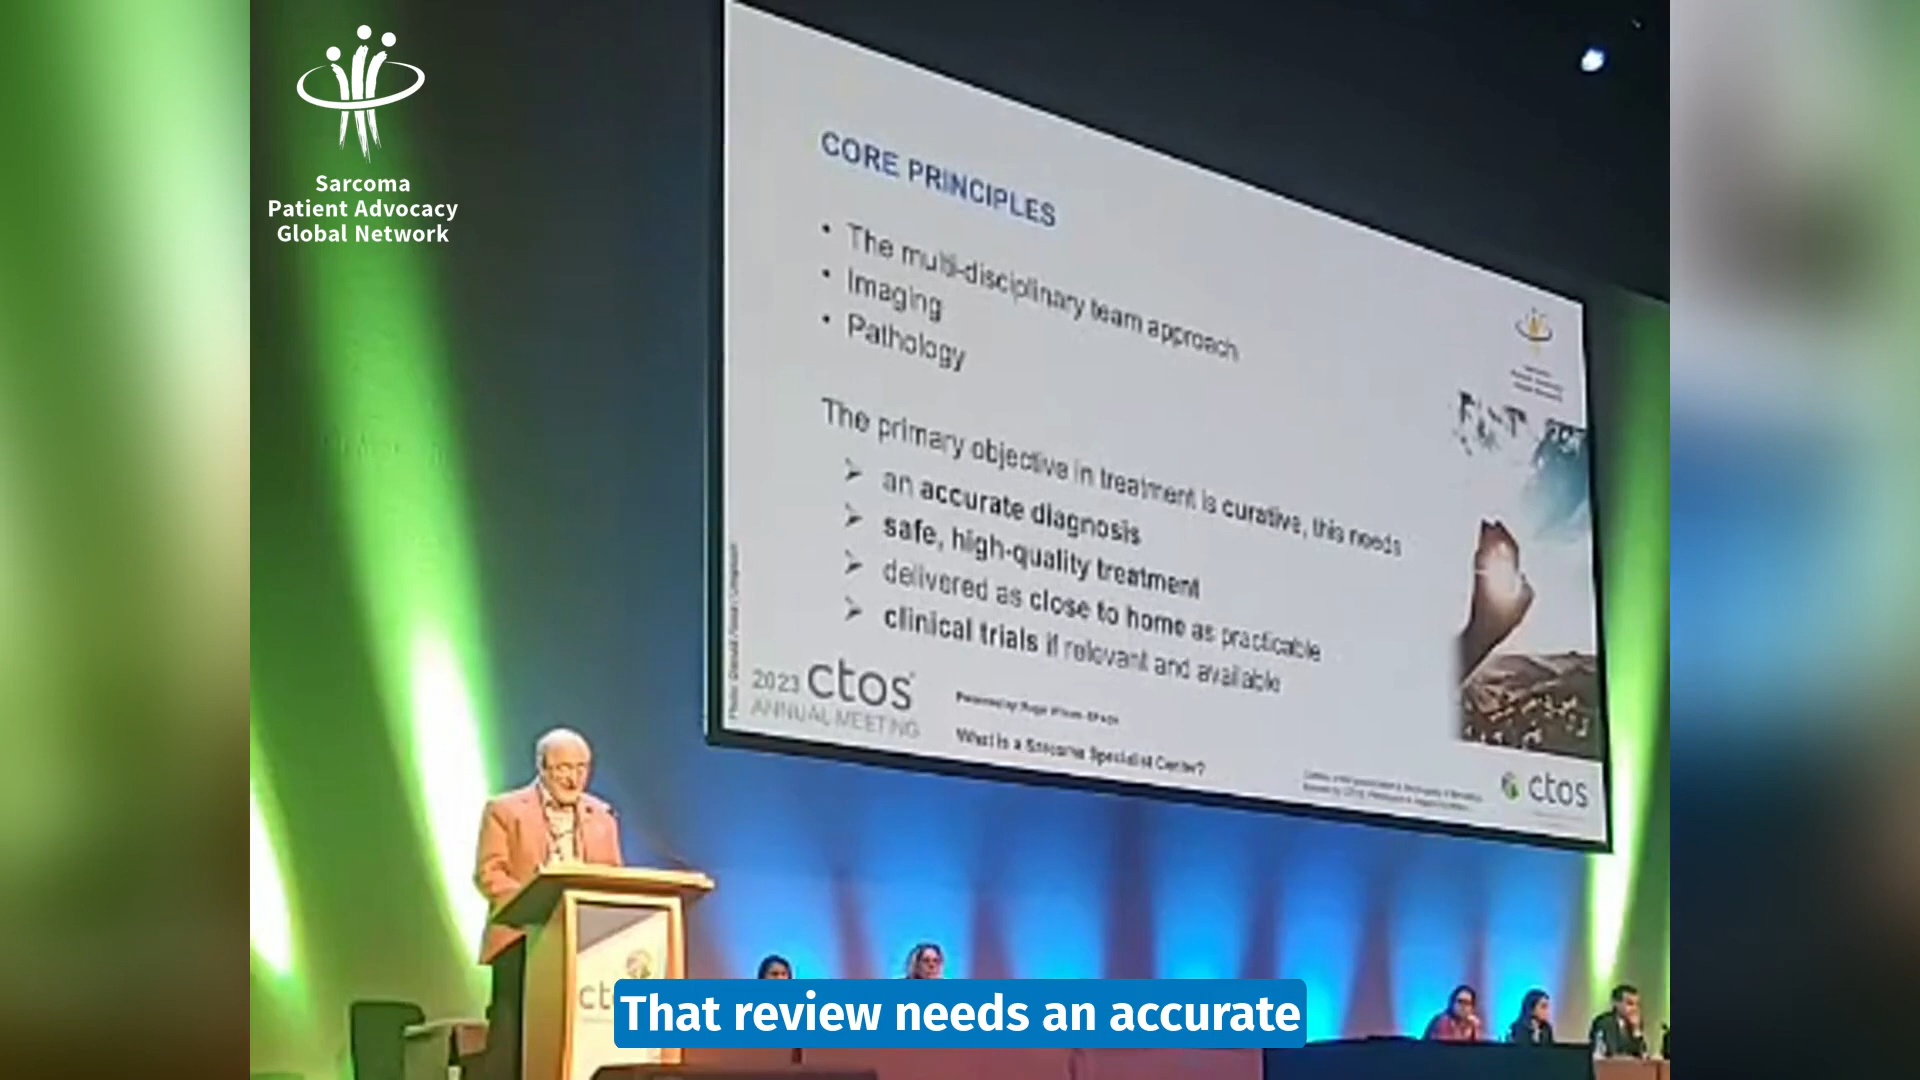 Sarcoma
Patient Advocacy
Global Network
CORE PRINCIPLES
• The multi-disciplinary team approach
• Imaging
• Pathology
The primary objective in treatment is curative, this needs
➢ an accurate diagnosis
➢ safe, high-quality treatment
➢ delivered as close to home as practicable
➢ clinical trials if relevant and available
2023 ctos
ANNUAL MEETING
What is a Sarcoma Specialist Center?
ctos
That review needs an accurate